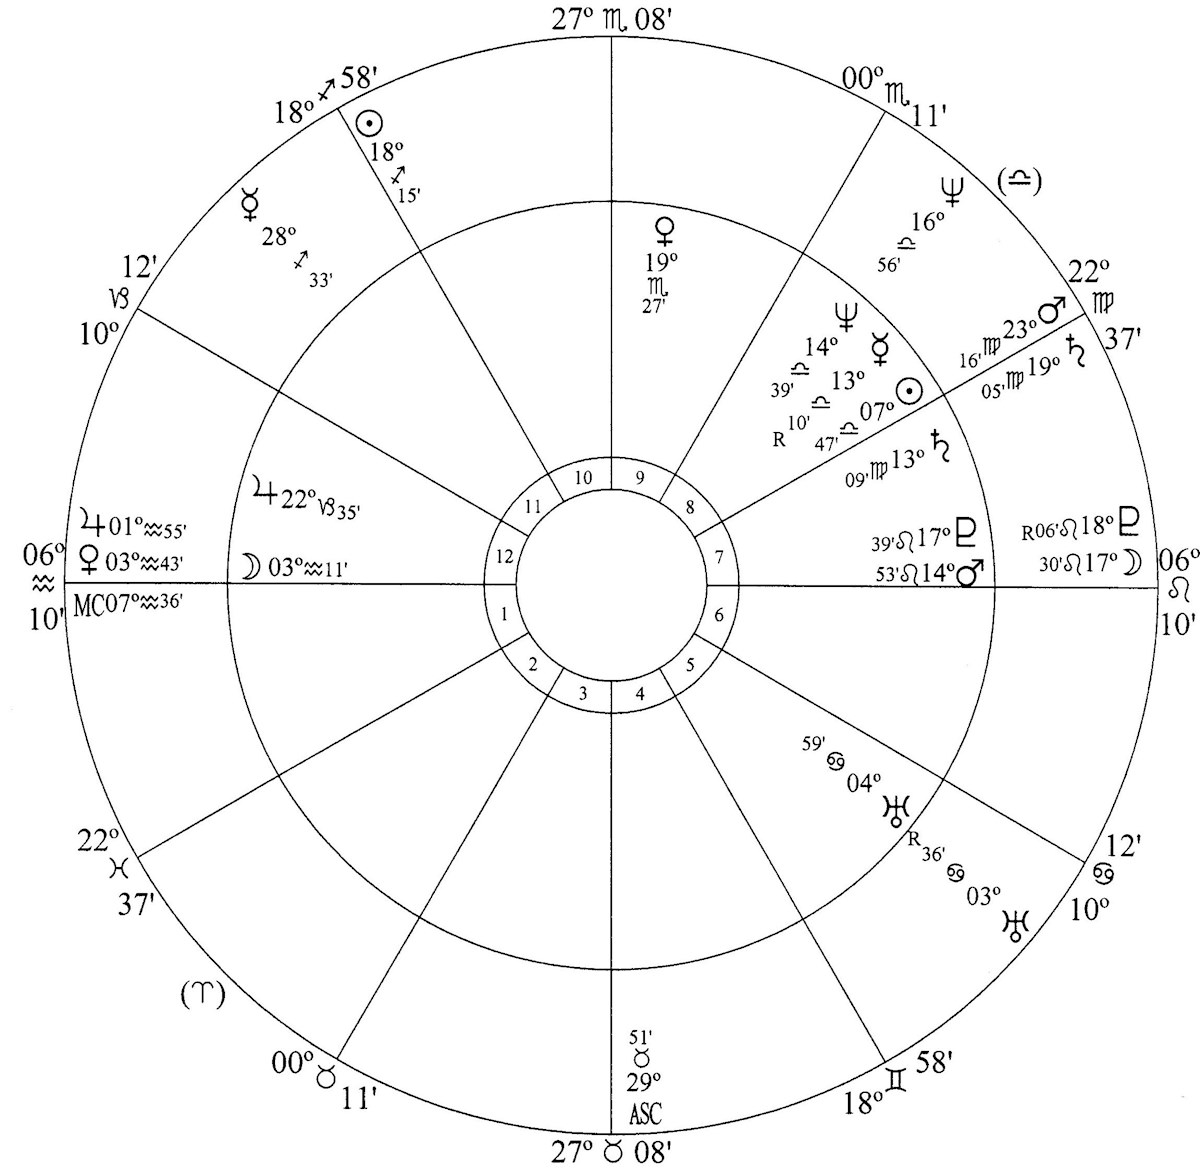 27º ♏ 08'
00º ♏ 11'
(♎)
22º ♍ 37'
06º ♌ 10'
12' ♋ 10º
58' ♊ 18º
27º ♉ 08'
00º ♉ 11'
(♈)
22º ♓ 37'
06º ♒ 10'
12' ♑ 10º
18º ♐ 58'
☉ 18º ♐ 15'
☿ 28º ♐ 33'
♆ 16º ♎ 56'
16' ♍ 23º ♂
05' ♍ 19º ♄
R 06' ♌ 18º ♇
30' ♌ 17º ☽
♃ 01º ♒ 55'
♀ 03º ♒ 43'
MC 07º ♒ 36'
R 36' ♋ 03º ♅
51' ♉ 29º ASC
♀ 19º ♏ 27'
♆ 14º ♎ 39'
☿ 13º ♎ 10' R
☉ 07º ♎ 47'
09' ♍ 13º ♄
39' ♌ 17º ♇
53' ♌ 14º ♂
♃ 22º ♑ 35'
☽ 03º ♒ 11'
59' ♋ 04º ♅
1
2
3
4
5
6
7
8
9
10
11
12